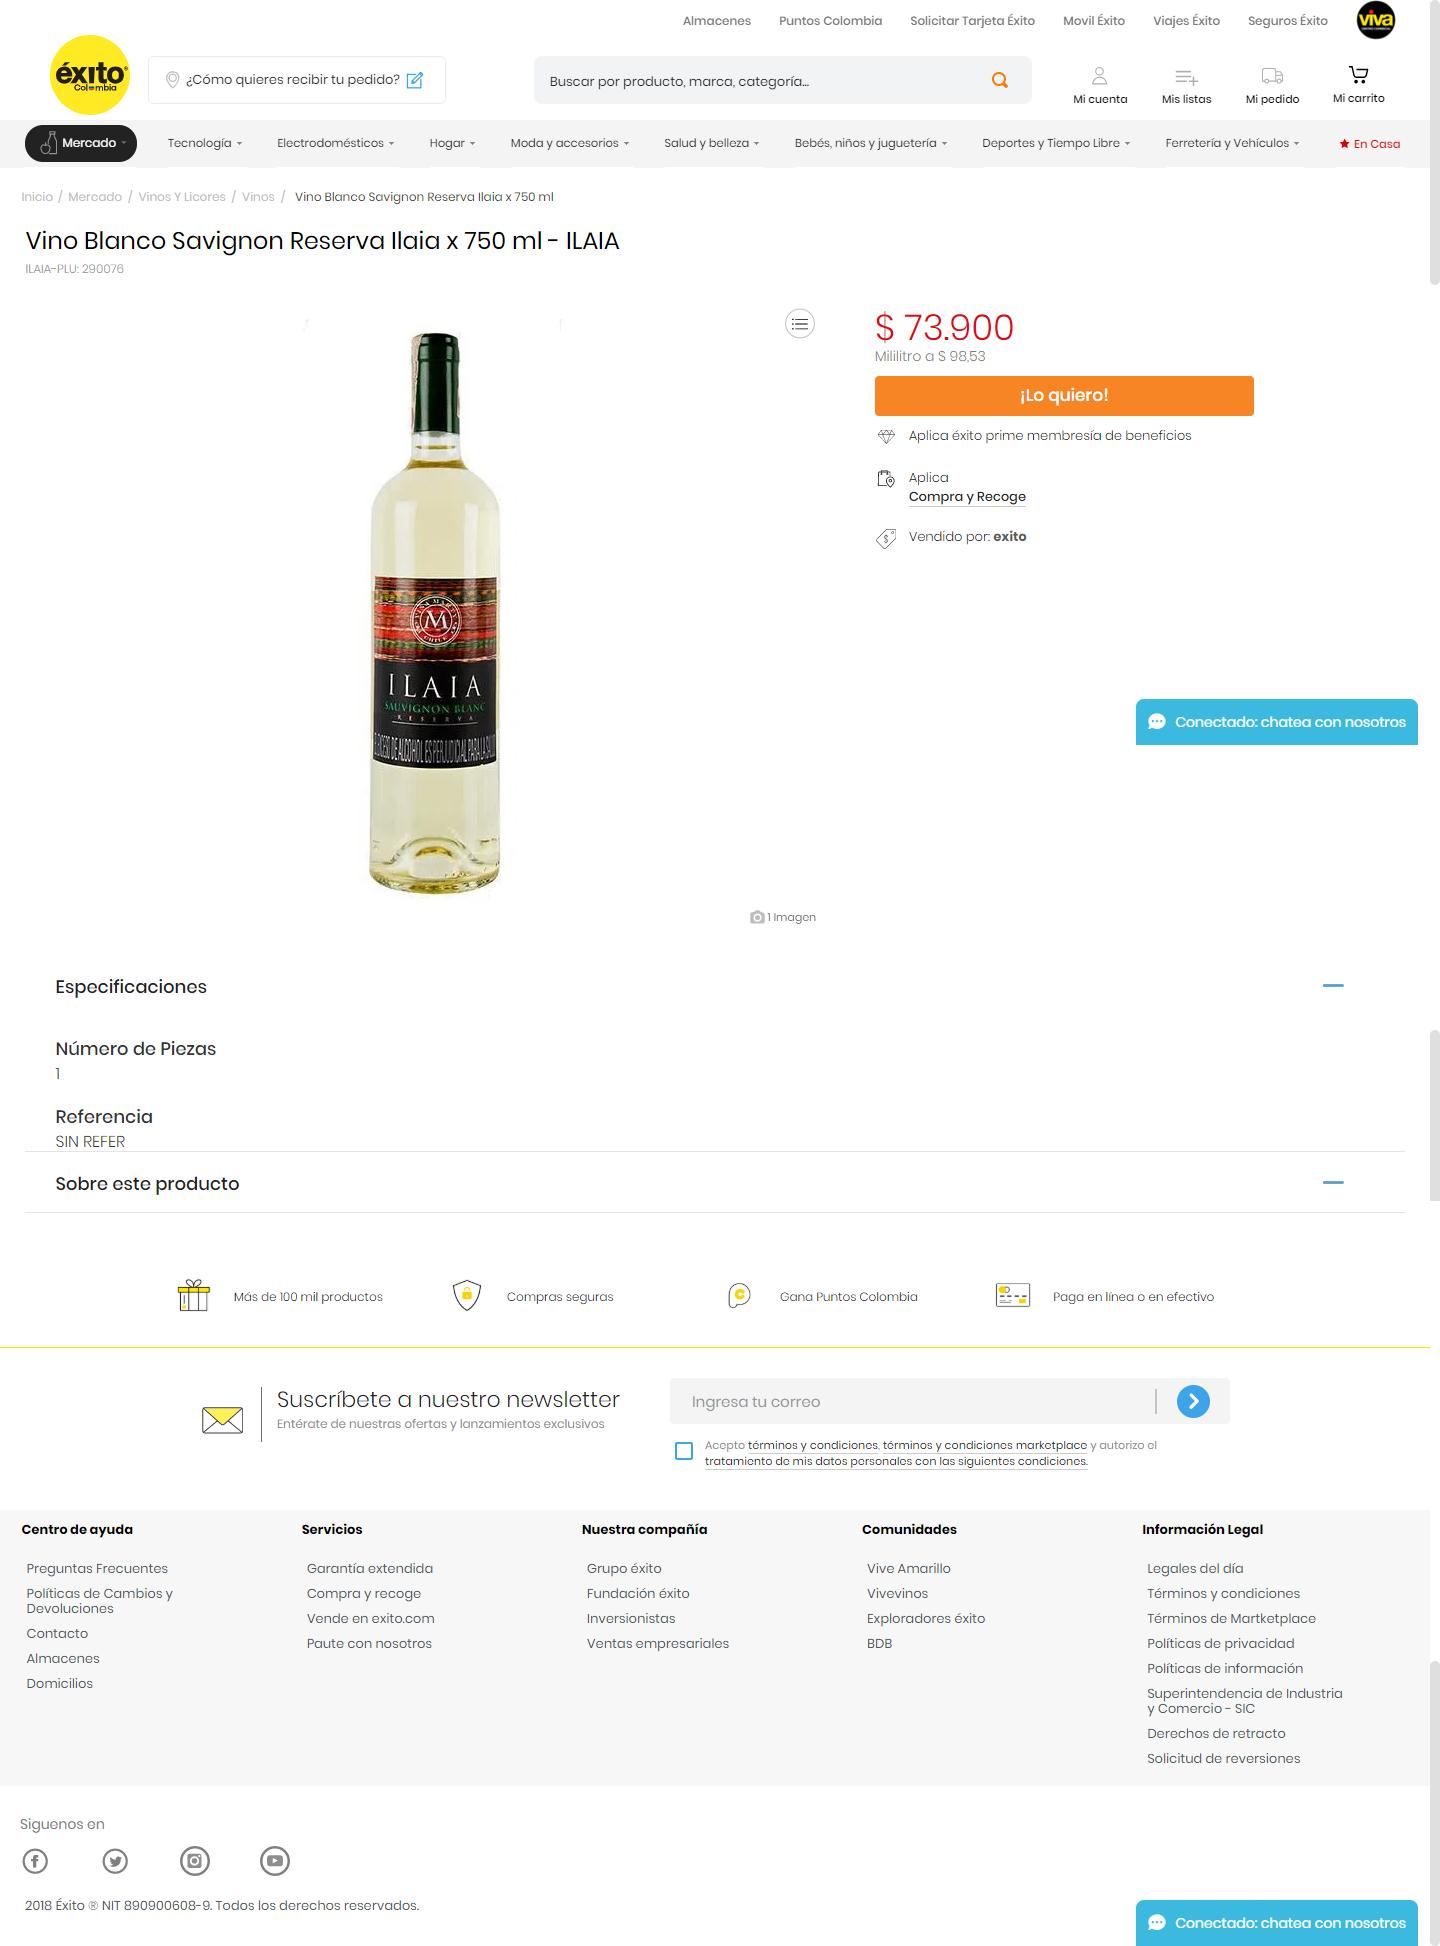 Almacenes Puntos Colombia Solicitar Tarjeta Éxito Movil Éxito Viajes Éxito Seguros Éxito viva
éxito
Colombia
¿Cómo quieres recibir tu pedido?
Buscar por producto, marca, categoría...
Mi cuenta Mis listas Mi pedido Mi carrito
Mercado Tecnología Electrodomésticos Hogar Moda y accesorios Salud y belleza Bebés, niños y juguetería Deportes y Tiempo Libre Ferretería y Vehículos En Casa
Inicio / Mercado / Vinos Y Licores / Vinos / Vino Blanco Savignon Reserva Ilaia x 750 ml
Vino Blanco Savignon Reserva Ilaia x 750 ml - ILAIA
ILAIA-PLU: 290076
$ 73.900
Mililitro a $ 98,53
¡Lo quiero!
Aplica éxito prime membresía de beneficios
Aplica
Compra y Recoge
Vendido por: exito
M
ILAIA
SAUVIGNON BLANC
RESERVA
EL EXCESO DE ALCOHOL ES PERJUDICIAL PARA LA SALUD
Conectado: chatea con nosotros
1 Imagen
Especificaciones
Número de Piezas
1
Referencia
SIN REFER
Sobre este producto
Más de 100 mil productos Compras seguras Gana Puntos Colombia Paga en línea o en efectivo
Suscríbete a nuestro newsletter
Entérate de nuestras ofertas y lanzamientos exclusivos
Ingresa tu correo
Acepto términos y condiciones, términos y condiciones marketplace y autorizo el
tratamiento de mis datos personales con las siguientes condiciones.
Centro de ayuda
Preguntas Frecuentes
Políticas de Cambios y
Devoluciones
Contacto
Almacenes
Domicilios
Servicios
Garantía extendida
Compra y recoge
Vende en exito.com
Paute con nosotros
Nuestra compañía
Grupo éxito
Fundación éxito
Inversionistas
Ventas empresariales
Comunidades
Vive Amarillo
Vivevinos
Exploradores éxito
BDB
Información Legal
Legales del día
Términos y condiciones
Términos de Martketplace
Políticas de privacidad
Políticas de información
Superintendencia de Industria
y Comercio - SIC
Derechos de retracto
Solicitud de reversiones
Siguenos en
2018 Éxito ® NIT 890900608-9. Todos los derechos reservados.
Conectado: chatea con nosotros